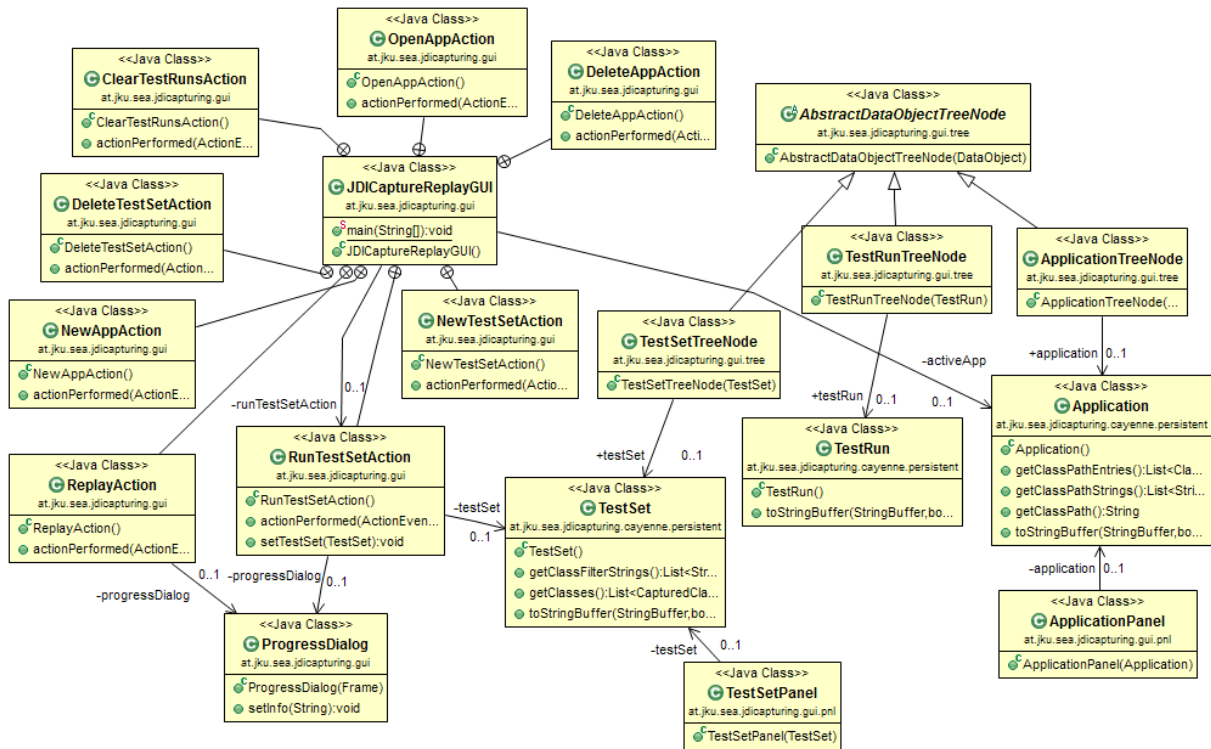 <<Java Class>>
OpenAppAction
at.jku.sea.jdicapturing.gui
OpenAppAction()
actionPerformed(ActionE...
<<Java Class>>
ClearTestRunsAction
at.jku.sea.jdicapturing.gui
ClearTestRunsAction()
actionPerformed(ActionE...
<<Java Class>>
DeleteAppAction
at.jku.sea.jdicapturing.gui
DeleteAppAction()
actionPerformed(Acti...
<<Java Class>>
AbstractDataObjectTreeNode
at.jku.sea.jdicapturing.gui.tree
AbstractDataObjectTreeNode(DataObject)
<<Java Class>>
JDICaptureReplayGUI
at.jku.sea.jdicapturing.gui
main(String[]):void
JDICaptureReplayGUI()
<<Java Class>>
DeleteTestSetAction
at.jku.sea.jdicapturing.gui
DeleteTestSetAction()
actionPerformed(Action...
<<Java Class>>
TestRunTreeNode
at.jku.sea.jdicapturing.gui.tree
TestRunTreeNode(TestRun)
<<Java Class>>
ApplicationTreeNode
at.jku.sea.jdicapturing.gui.tree
ApplicationTreeNode(...
<<Java Class>>
NewAppAction
at.jku.sea.jdicapturing.gui
NewAppAction()
actionPerformed(ActionE...
<<Java Class>>
NewTestSetAction
at.jku.sea.jdicapturing.gui
NewTestSetAction()
actionPerformed(Actio...
<<Java Class>>
TestSetTreeNode
at.jku.sea.jdicapturing.gui.tree
TestSetTreeNode(TestSet)
-activeApp
0..1
+application
0..1
0..1
-runTestSetAction
+testRun
0..1
<<Java Class>>
Application
at.jku.sea.jdicapturing.cayenne.persistent
Application()
getClassPathEntries():List<Cla...
getClassPathStrings():List<Stri...
getClassPath():String
toStringBuffer(StringBuffer,bo...
<<Java Class>>
RunTestSetAction
at.jku.sea.jdicapturing.gui
RunTestSetAction()
actionPerformed(ActionEven...
setTestSet(TestSet):void
+testSet
0..1
<<Java Class>>
TestRun
at.jku.sea.jdicapturing.cayenne.persistent
TestRun()
toStringBuffer(StringBuffer,bo...
<<Java Class>>
ReplayAction
at.jku.sea.jdicapturing.gui
ReplayAction()
actionPerformed(ActionE...
-testSet
0..1
<<Java Class>>
TestSet
at.jku.sea.jdicapturing.cayenne.persistent
TestSet()
getClassFilterStrings():List<Str...
getClasses():List<CapturedCla...
toStringBuffer(StringBuffer,bo...
0..1
-progressDialog
-progressDialog
0..1
-application
0..1
<<Java Class>>
ProgressDialog
at.jku.sea.jdicapturing.gui
ProgressDialog(Frame)
setInfo(String):void
<<Java Class>>
ApplicationPanel
at.jku.sea.jdicapturing.gui.pnl
ApplicationPanel(Application)
-testSet
0..1
<<Java Class>>
TestSetPanel
at.jku.sea.jdicapturing.gui.pnl
TestSetPanel(TestSet)